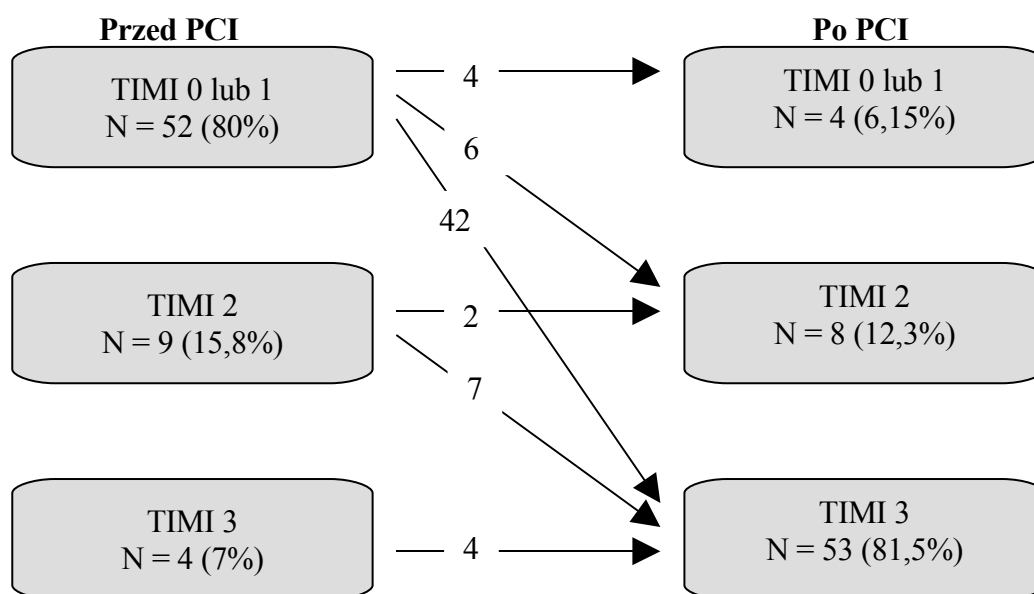 Przed PCI
Po PCI
TIMI 0 lub 1
N = 52 (80%)
4
TIMI 0 lub 1
N = 4 (6,15%)
6
42
TIMI 2
N = 9 (15,8%)
2
TIMI 2
N = 8 (12,3%)
7
TIMI 3
N = 4 (7%)
4
TIMI 3
N = 53 (81,5%)